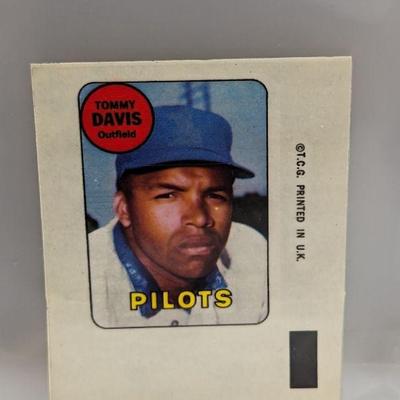 TOMMY
DAVIS
Outfield
PILOTS
©T.C.G. PRINTED IN U.K.